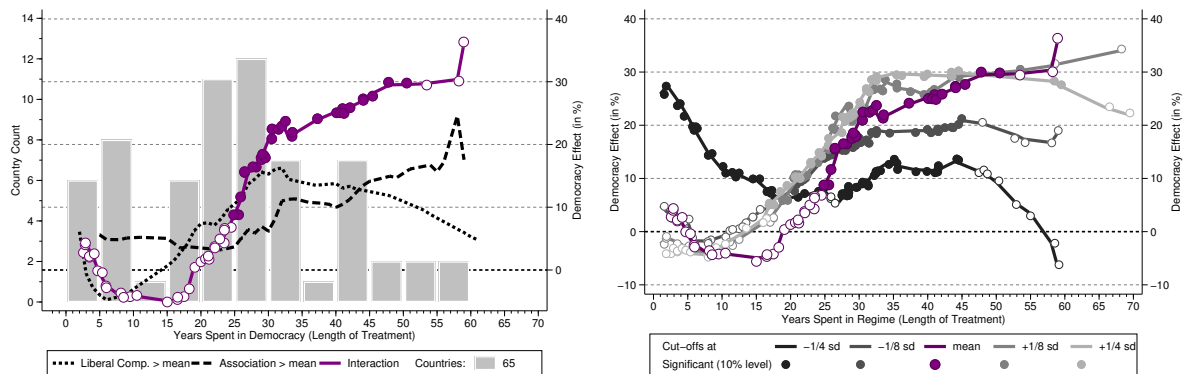 14
12
10
8
6
4
2
0
Country Count
40
30
20
10
0
Democracy Effect (in %)
0 5 10 15 20 25 30 35 40 45 50 55 60 65 70
Years Spent in Democracy (Length of Treatment)
Liberal Comp. > mean Association > mean Interaction Countries: 65
40
30
20
10
0
−10
Democracy Effect (in %)
40
30
20
10
0
−10
Democracy Effect (in %)
0 5 10 15 20 25 30 35 40 45 50 55 60 65 70
Years Spent in Regime (Length of Treatment)
Cut−offs at −1/4 sd −1/8 sd mean +1/8 sd +1/4 sd
Significant (10% level)